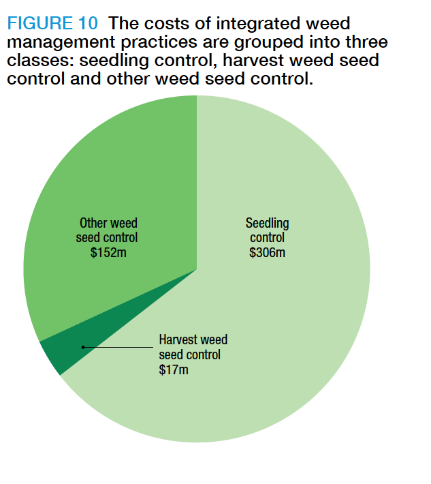 FIGURE 10 The costs of integrated weed
management practices are grouped into three
classes: seedling control, harvest weed seed
control and other weed seed control.
Other weed
seed control
$152m
Seedling
control
$306m
Harvest weed
seed control
$17m